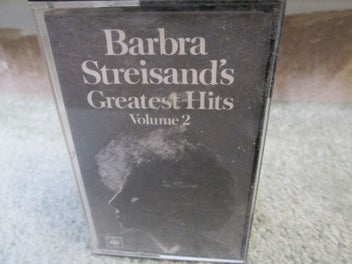 Barbra
Streisand's
Greatest Hits
Volume 2